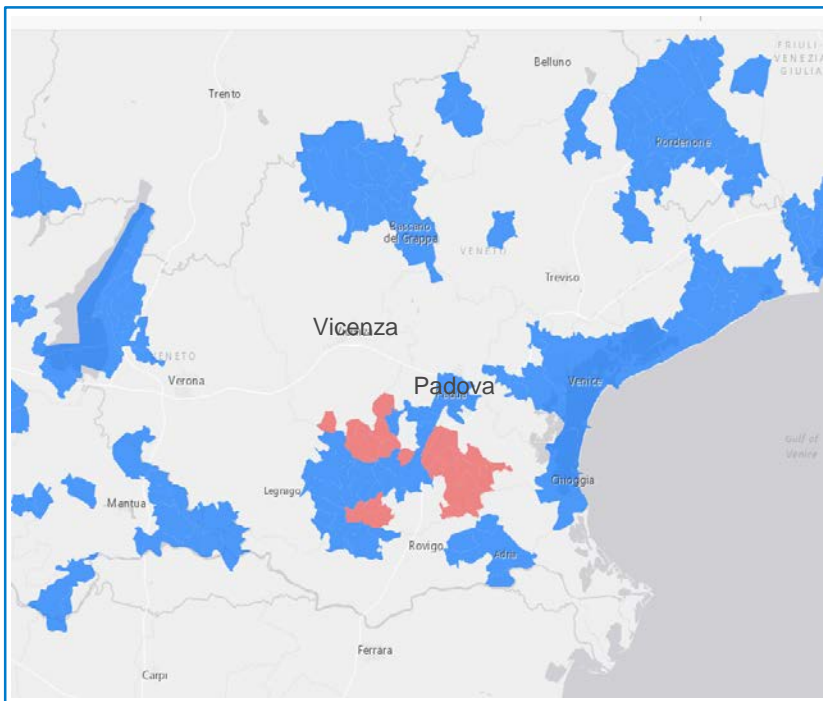 FRIULI-
VENEZIA
GIULIA
Belluno
Trento
Pordenone
Bassano
del Grappa
VENETO
Treviso
Vicenza
VENETO
Verona
Padova
Padua
Venice
Gulf of
Venice
Chioggia
Legnago
Mantua
Rovigo
Adria
Ferrara
Carpi